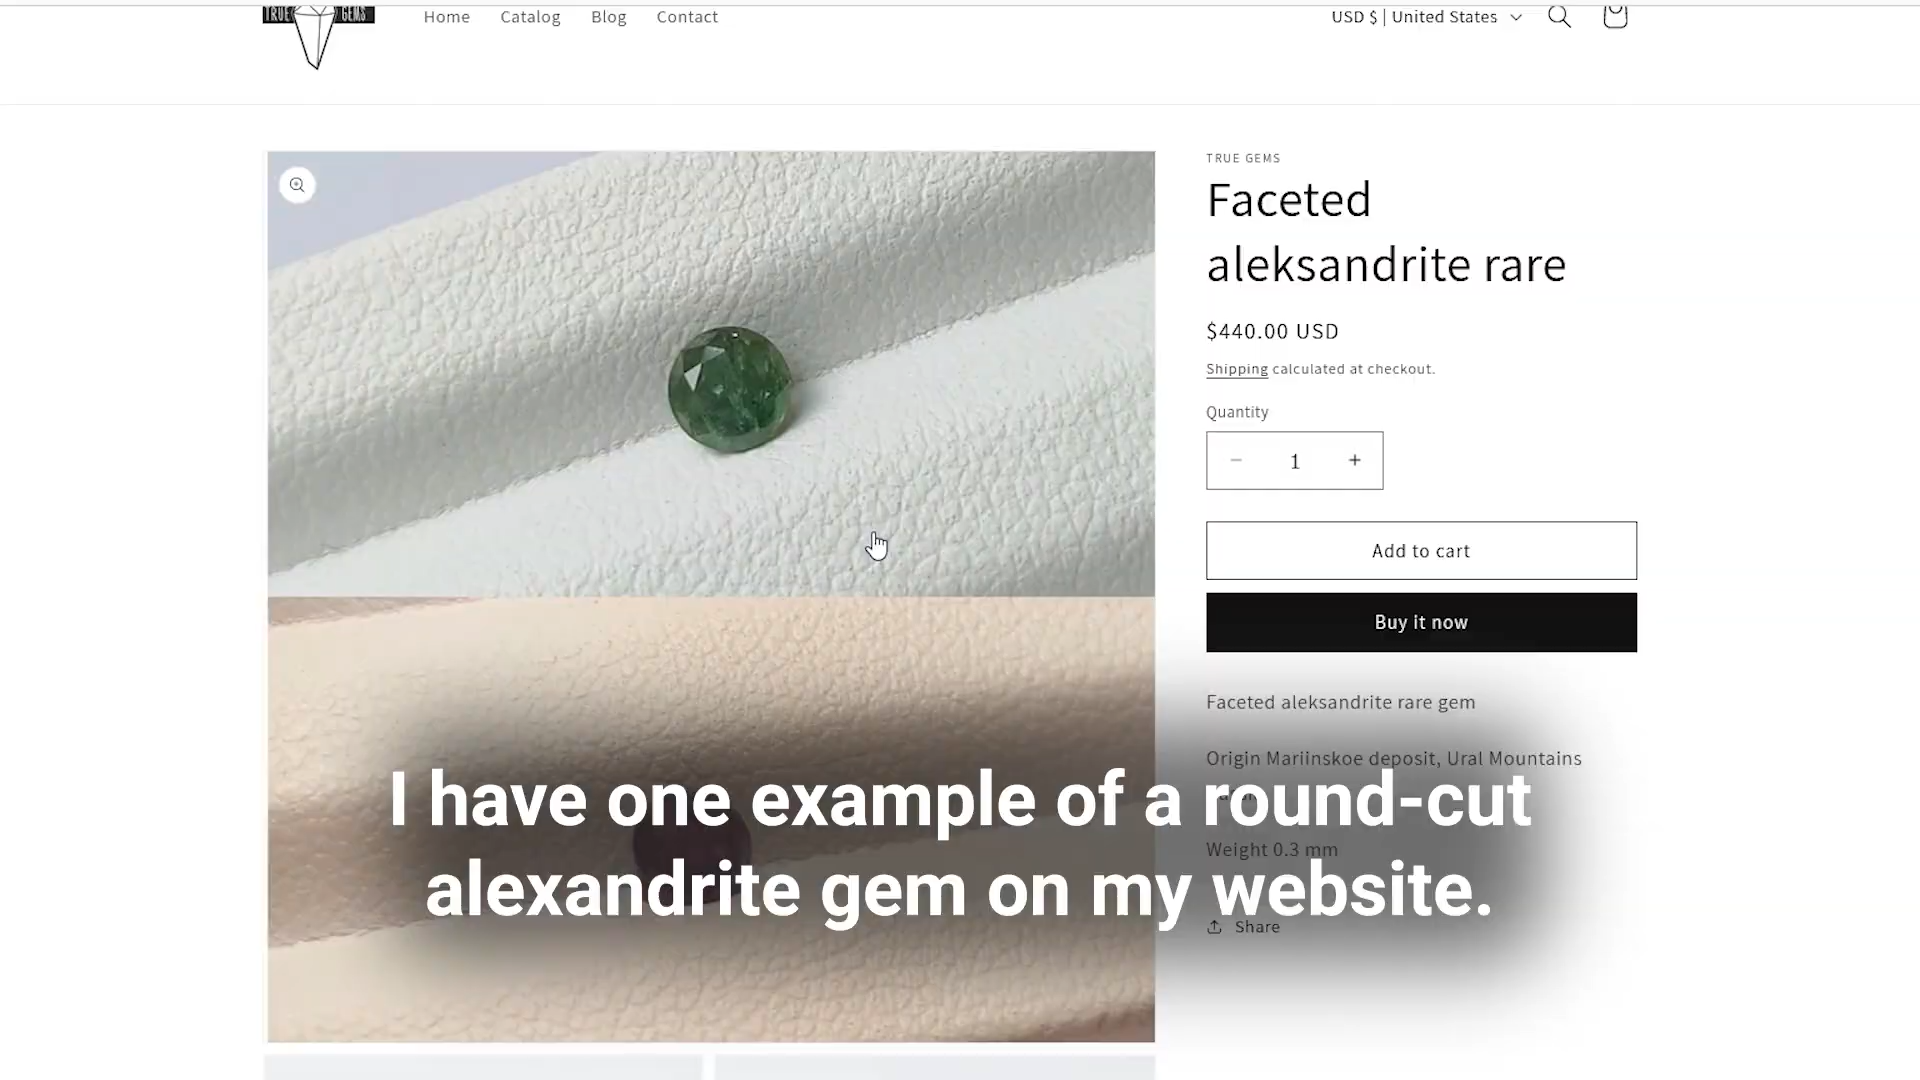 TRUE GEMS
Home Catalog Blog Contact
USD $ | United States
TRUE GEMS
Faceted
aleksandrite rare
$440.00 USD
Shipping calculated at checkout.
Quantity
− 1 +
Add to cart
Buy it now
Faceted aleksandrite rare gem
Origin Mariinskoe deposit, Ural Mountains
Weight 0.3 mm
Share
I have one example of a round-cut
alexandrite gem on my website.